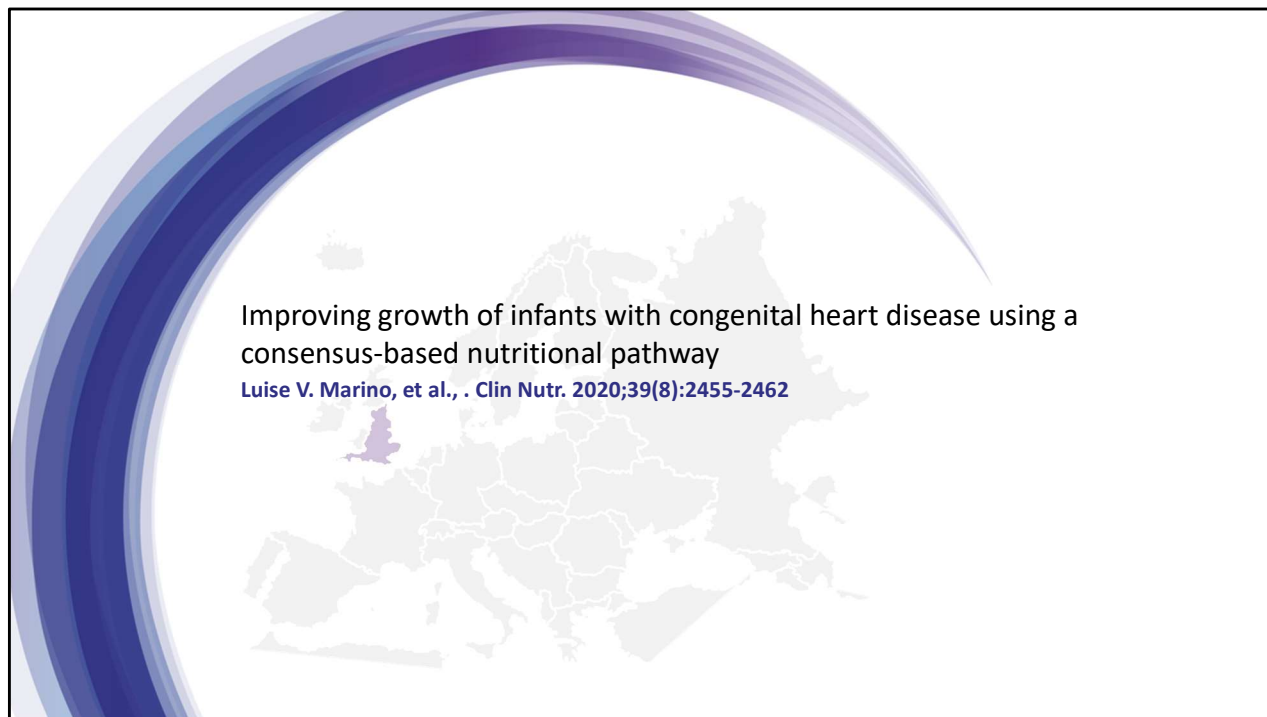 Improving growth of infants with congenital heart disease using a
consensus-based nutritional pathway
Luise V. Marino, et al., . Clin Nutr. 2020;39(8):2455-2462